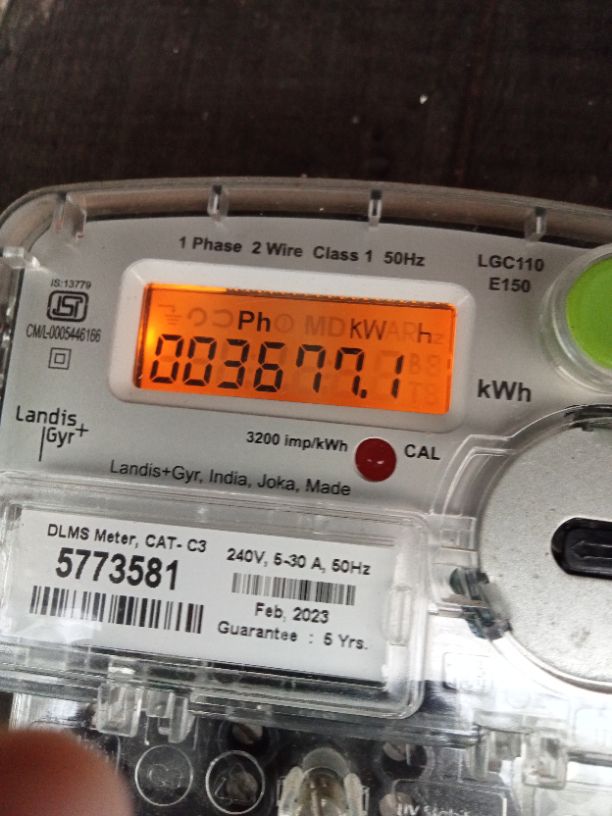 1 Phase 2 Wire Class 1 50Hz
LGC110
E150
IS:13779
ISI
CM/L-0005446166
Ph MD kWARh
003677.1
kWh
Landis
Gyr+
3200 imp/kWh
CAL
Landis+Gyr, India, Joka, Made
DLMS Meter, CAT- C3
5773581
240V, 5-30 A, 50Hz
Feb, 2023
Guarantee : 5 Yrs.